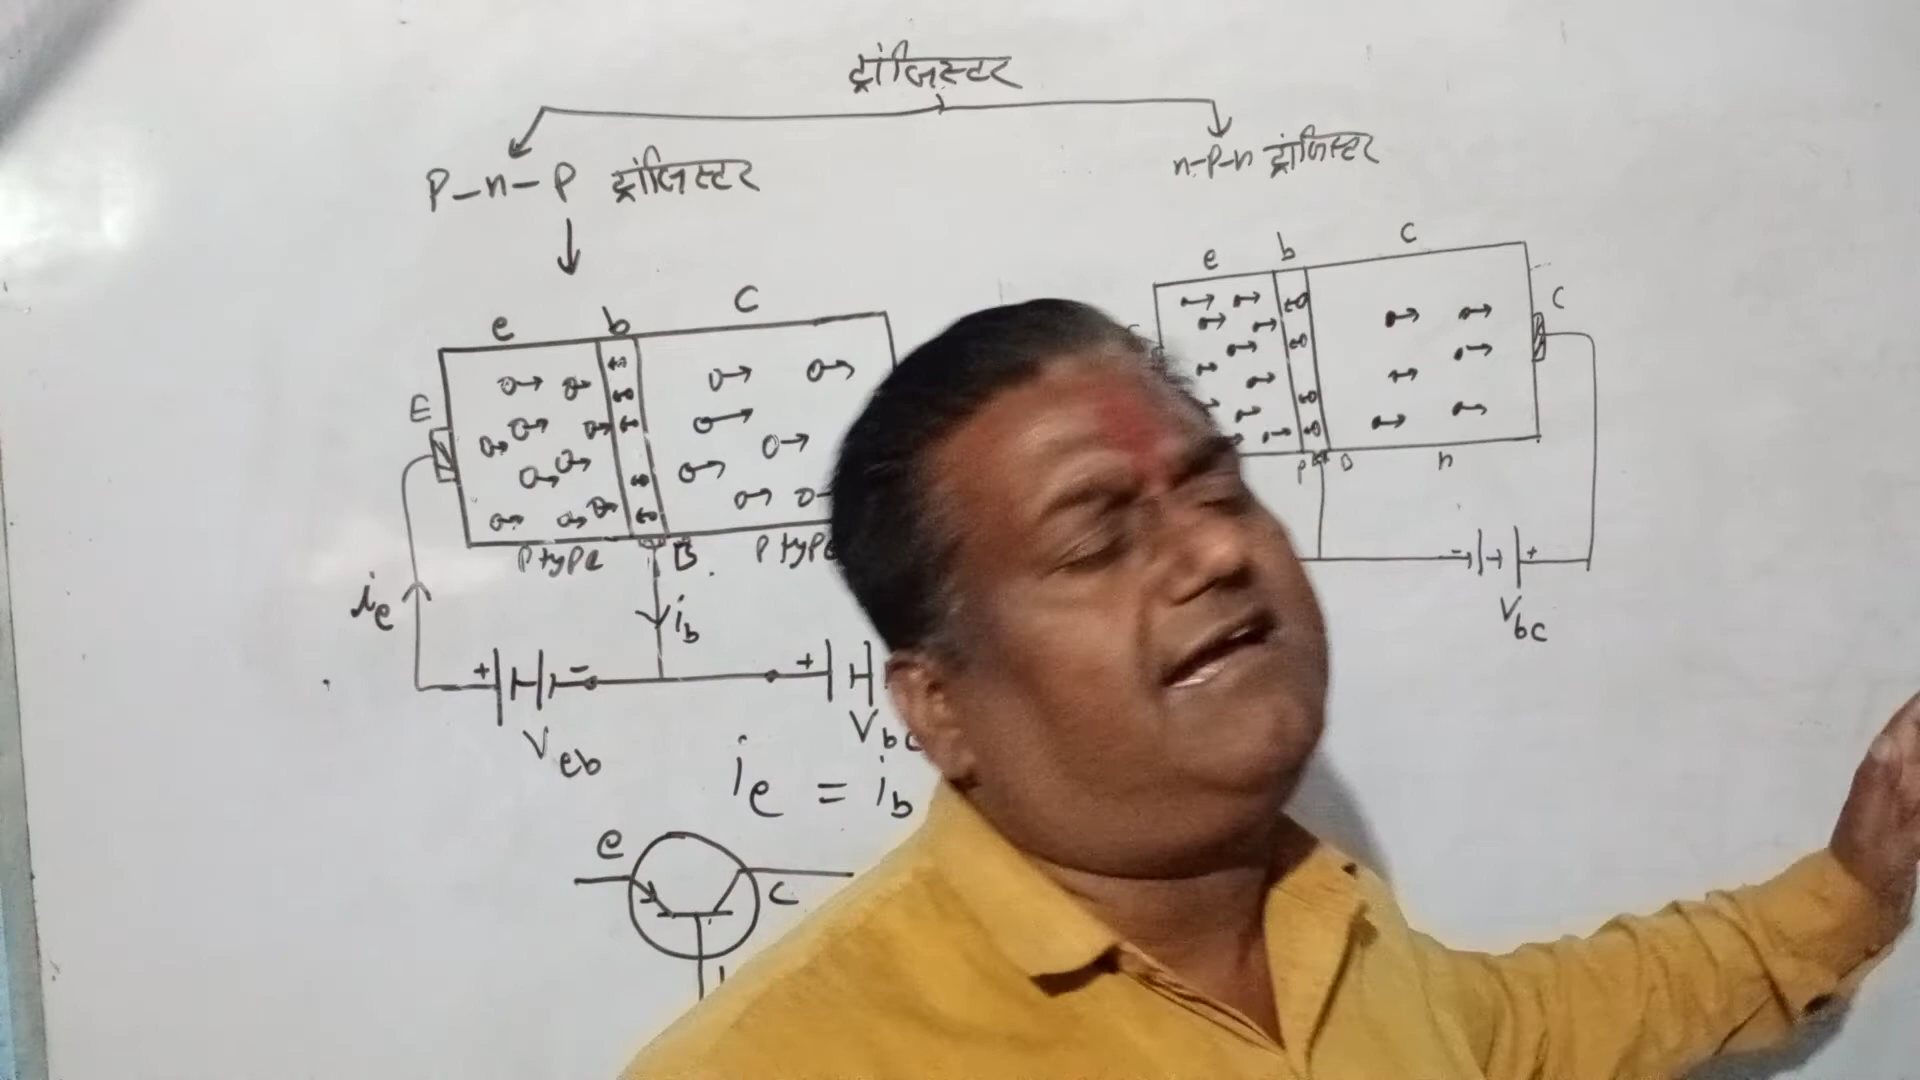 ट्रांजिस्टर
P-n-P ट्रांजिस्टर
n-p-n ट्रांजिस्टर
e b C
e b C
E
C
P type B P type
P B n
ie
ib
+ - +
- +
Veb
Vbc
Vbc
ie = ib
e
C